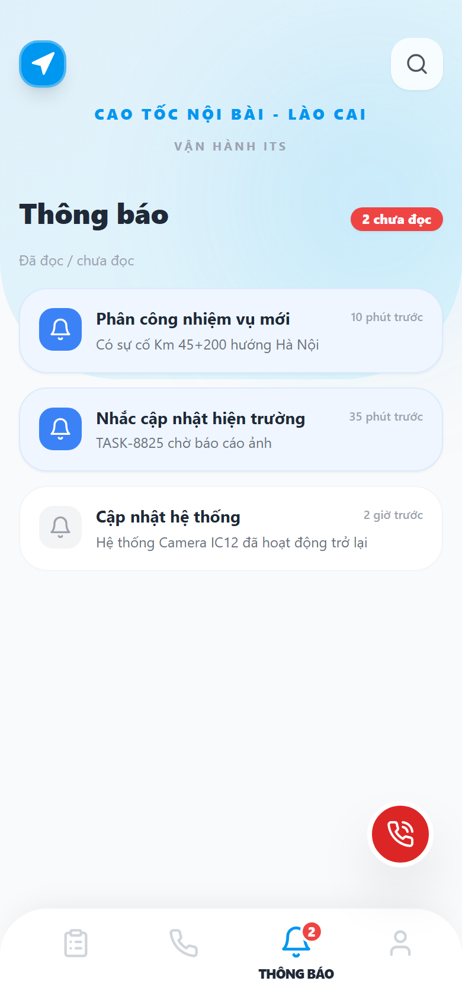 CAO TỐC NỘI BÀI - LÀO CAI
VẬN HÀNH ITS
Thông báo
2 chưa đọc
Đã đọc / chưa đọc
Phân công nhiệm vụ mới
10 phút trước
Có sự cố Km 45+200 hướng Hà Nội
Nhắc cập nhật hiện trường
35 phút trước
TASK-8825 chờ báo cáo ảnh
Cập nhật hệ thống
2 giờ trước
Hệ thống Camera IC12 đã hoạt động trở lại
2
THÔNG BÁO